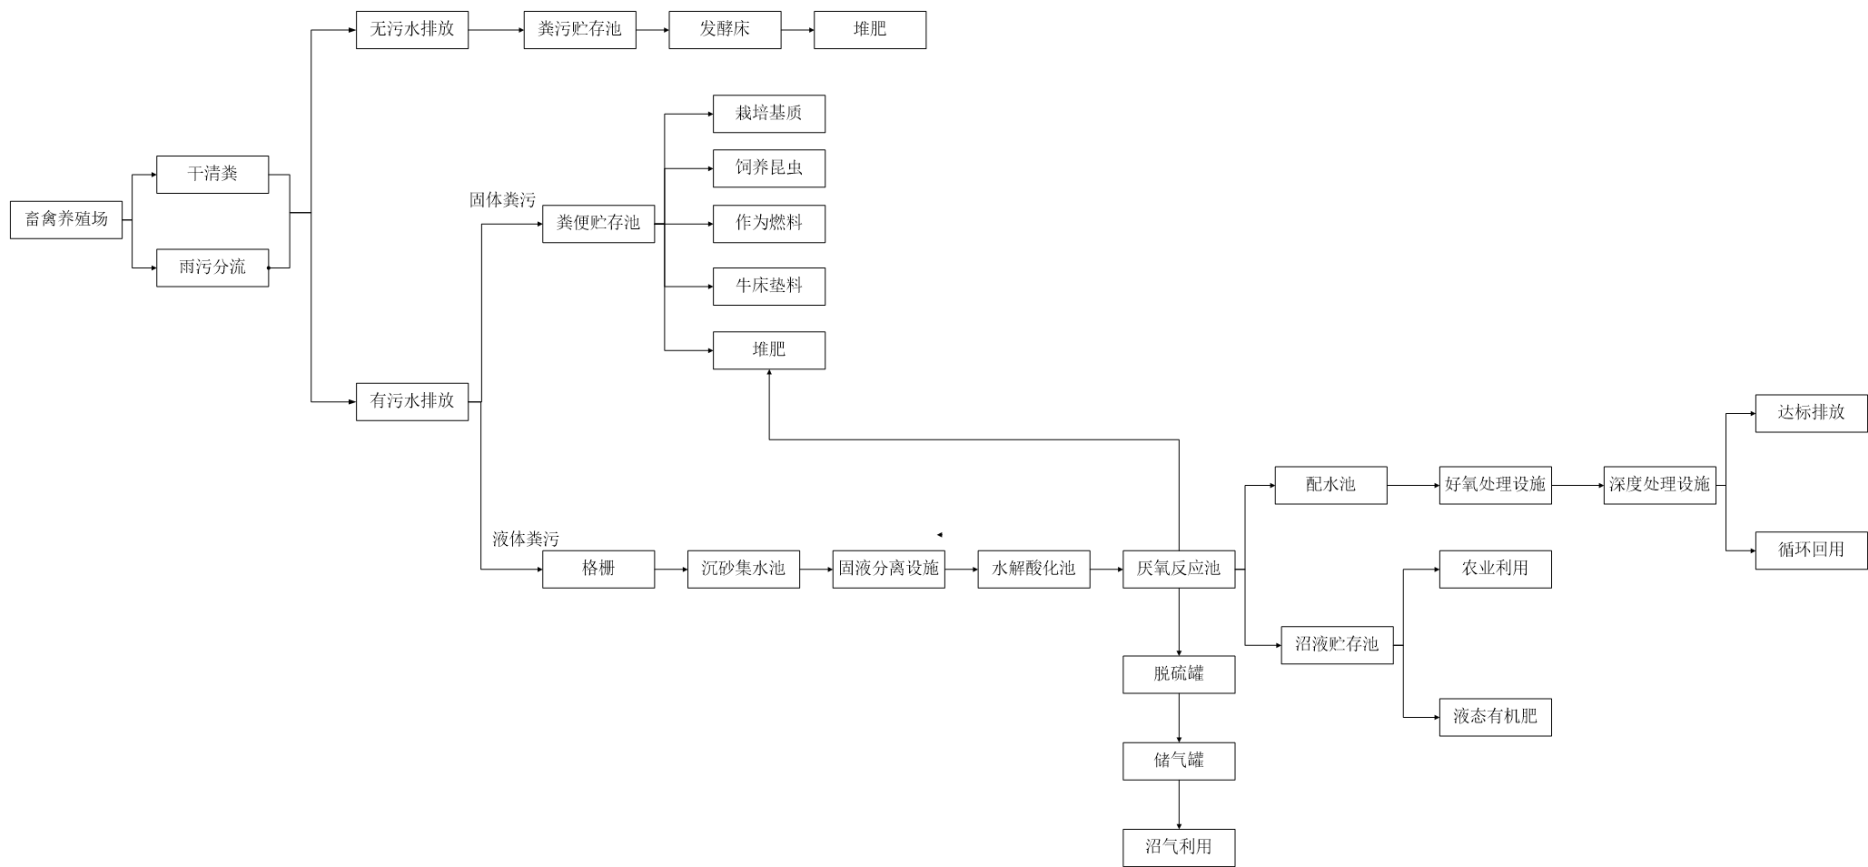 无污水排放
粪污贮存池
发酵床
堆肥
栽培基质
饲养昆虫
干清粪
固体粪污
畜禽养殖场
粪便贮存池
作为燃料
雨污分流
牛床垫料
堆肥
有污水排放
达标排放
配水池
好氧处理设施
深度处理设施
液体粪污
循环回用
格栅
沉砂集水池
固液分离设施
水解酸化池
厌氧反应池
农业利用
沼液贮存池
脱硫罐
液态有机肥
储气罐
沼气利用